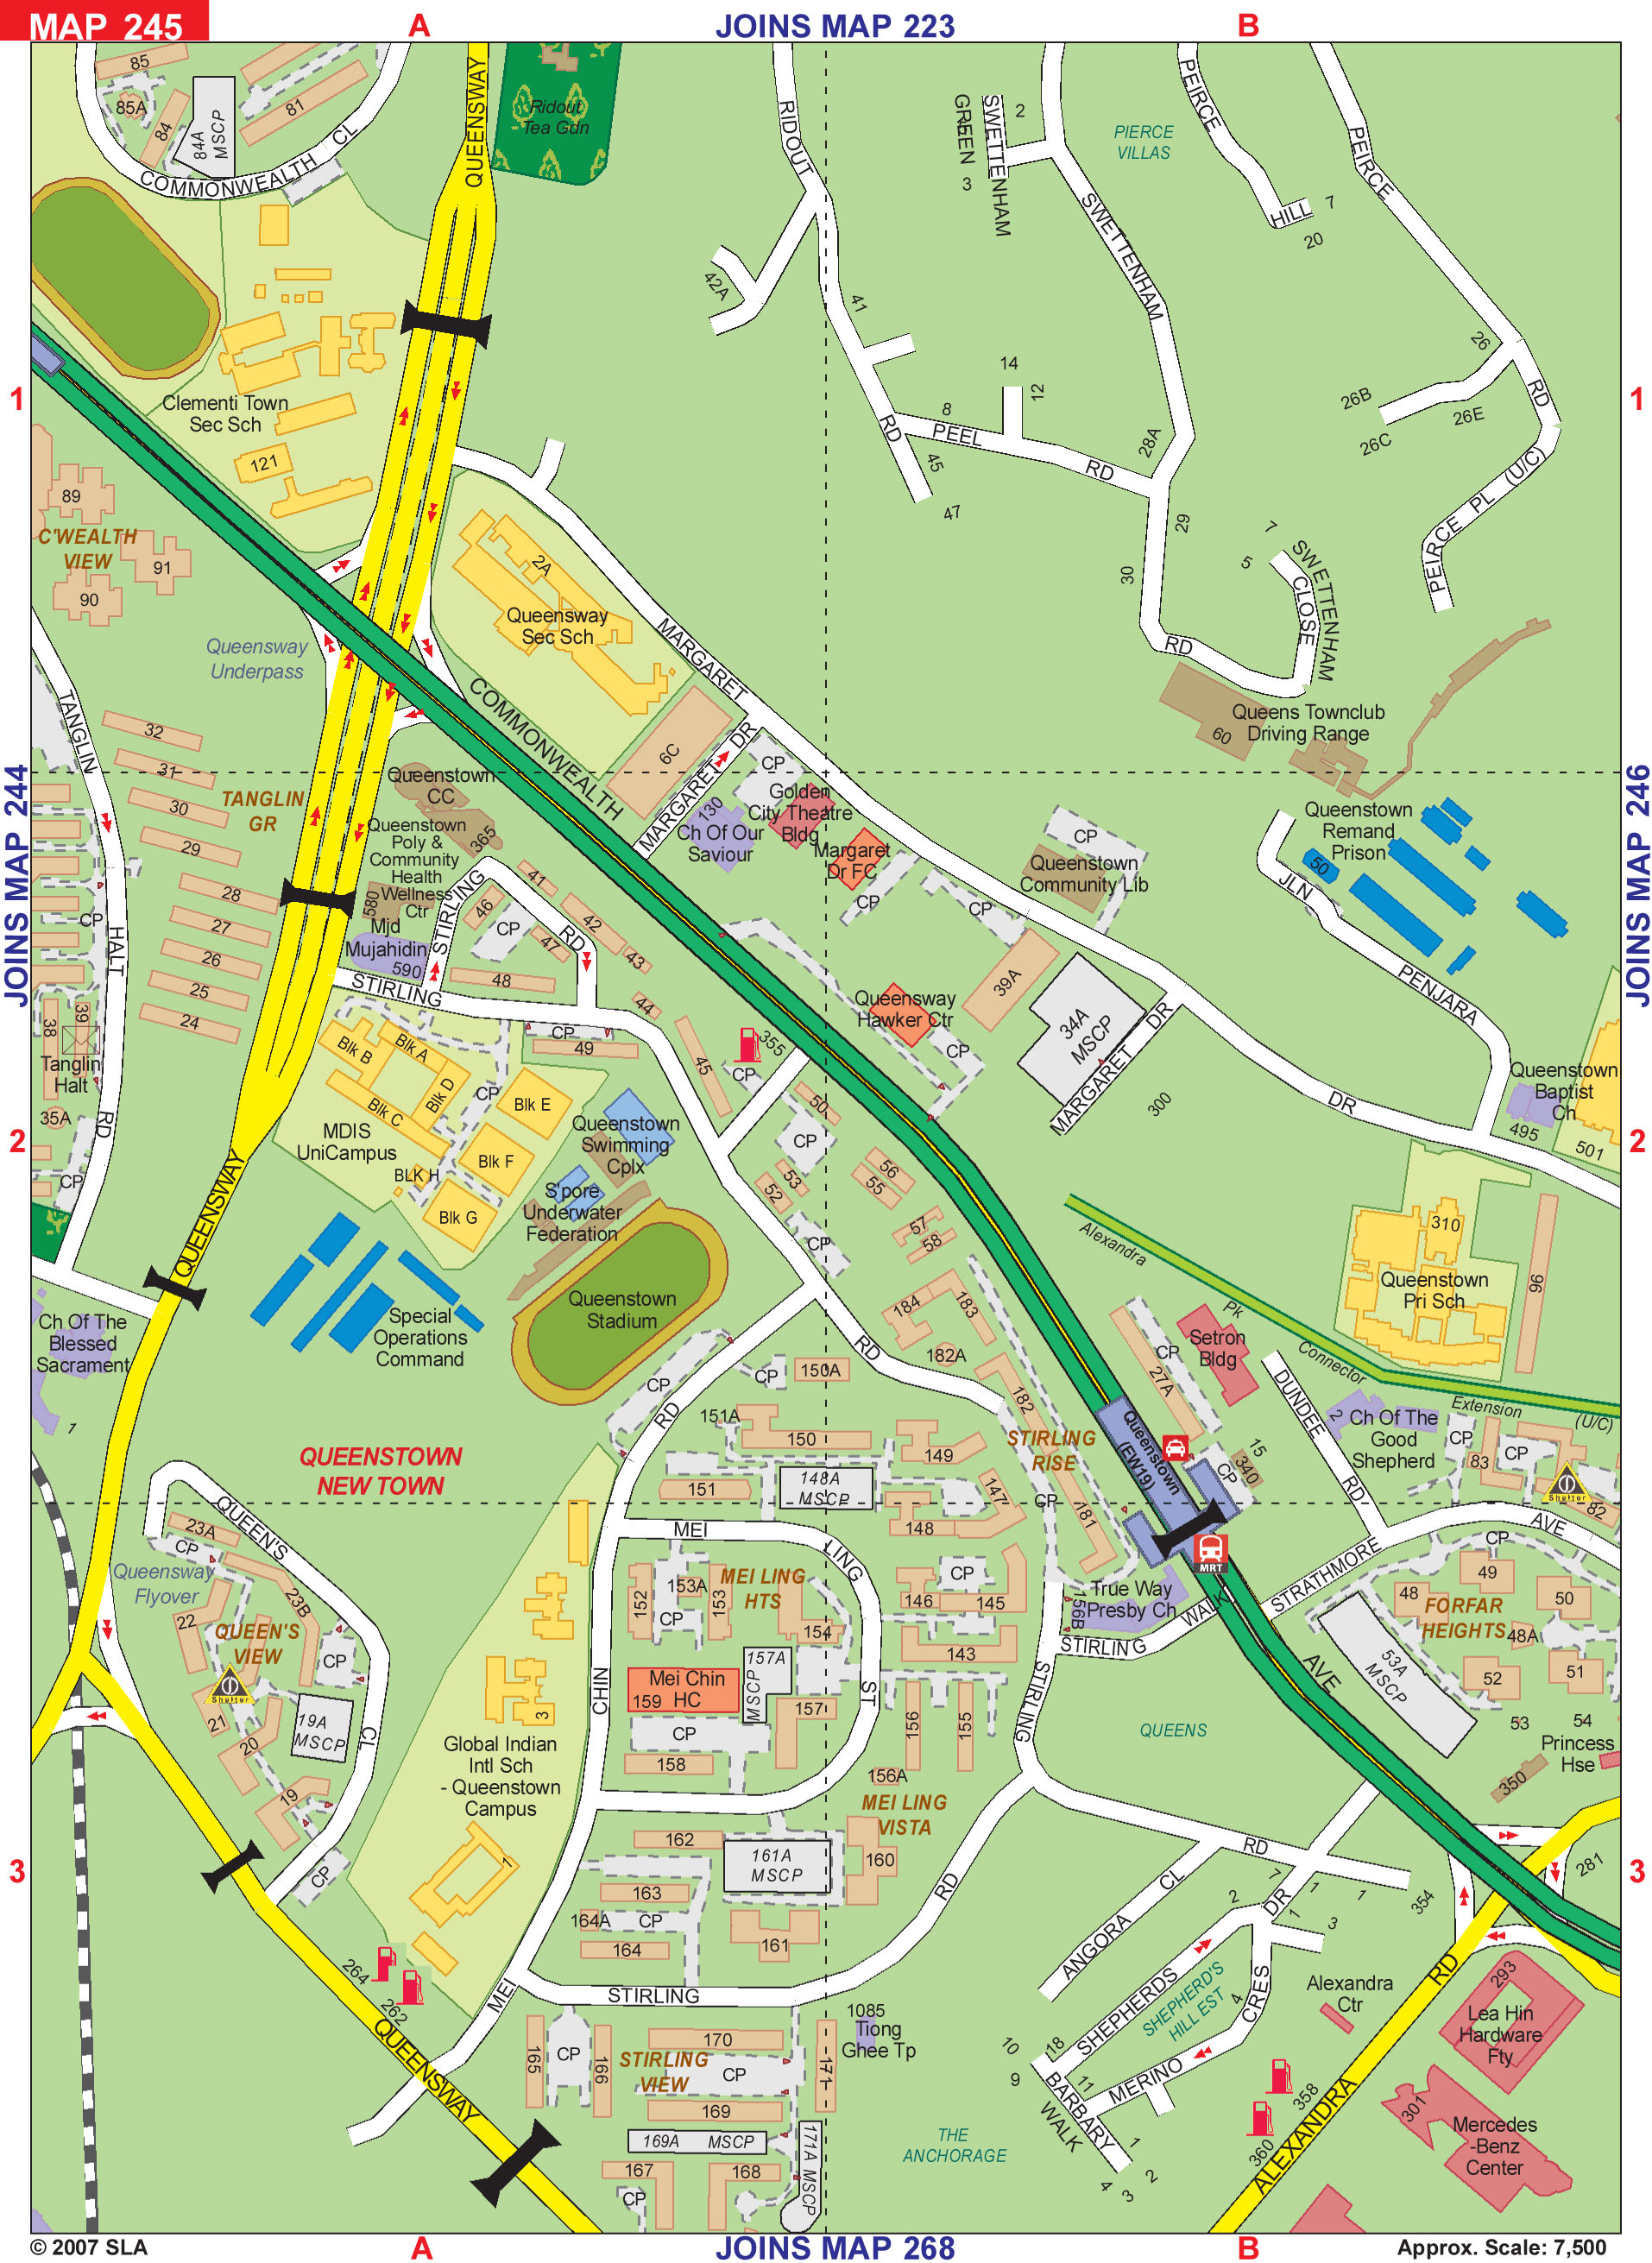 MAP 245
A
JOINS MAP 223
B
85
85A
84
84A
MSCP
81
COMMONWEALTH CL
QUEENSWAY
Ridout
Tea Gdn
RIDOUT
RD
42A
41
45
47
SWETTENHAM
GREEN
2
3
PIERCE
VILLAS
PEIRCE
HILL
7
20
PEIRCE
RD
26
26B
26C
26E
PEIRCE PL (U/C)
SWETTENHAM
RD
28A
29
30
8
14
12
PEEL
RD
7
5
SWETTENHAM
CLOSE
1
1
Clementi Town
Sec Sch
121
89
C'WEALTH
VIEW
91
90
Queensway
Underpass
2A
Queensway
Sec Sch
MARGARET
COMMONWEALTH
6C
MARGARET DR
Queens Townclub
Driving Range
60
TANGLIN
HALT
RD
32
31
30
29
28
27
26
25
24
TANGLIN
GR
JOINS MAP 244
JOINS MAP 246
Queenstown
CC
Queenstown
Poly &
Community
Health
Wellness
Ctr
365
580
Mjd
Mujahidin
590
STIRLING
RD
41
46
CP
42
47
43
48
44
STIRLING
CP
49
45
130
Ch Of Our
Saviour
CP
Golden
City Theatre
Bldg
Margaret
Dr FC
CP
CP
CP
Queenstown
Community Lib
Queenstown
Remand
Prison
50
JLN
PENJARA
39A
34A
MSCP
MARGARET DR
300
DR
Queensway
Hawker Ctr
CP
355
CP
Queenstown
Baptist
Ch
495
501
CP
38
39
Tanglin
Halt
35A
CP
2
2
Blk B
Blk A
Blk C
Blk D
CP
Blk E
Blk F
BLK H
Blk G
MDIS
UniCampus
Queenstown
Swimming
Cplx
S'pore
Underwater
Federation
Queenstown
Stadium
Special
Operations
Command
QUEENSWAY
Ch Of The
Blessed
Sacrament
1
50
CP
53
52
56
55
57
58
CP
184
183
182A
182
RD
Alexandra
Pk
Connector
Extension
(U/C)
310
Queenstown
Pri Sch
96
Setron
Bldg
CP
27A
DUNDEE
RD
2
Ch Of The
Good
Shepherd
CP
83
CP
82
Shelter
15
340
CP
Queenstown
(EW19)
MRT
QUEENSTOWN
NEW TOWN
CP
CP
150A
RD
151A
150
149
151
148A
MSCP
147
STIRLING
RISE
CP
181
148
MEI
LING
ST
MEI LING
HTS
152
153A
153
CP
154
146
CP
145
143
156B
True Way
Presby Ch
STIRLING
WALK
STRATHMORE
AVE
CP
49
48
50
FORFAR
HEIGHTS
48A
52
51
53
54
53A
MSCP
Princess
Hse
350
AVE
QUEENS
QUEEN'S
CL
23A
CP
23B
22
QUEEN'S
VIEW
CP
Shelter
21
20
19A
MSCP
19
CP
Queensway
Flyover
CHIN
MEI
3
Global Indian
Intl Sch
- Queenstown
Campus
1
Mei Chin
HC
159
157A
MSCP
157
CP
158
156
155
156A
MEI LING
VISTA
STIRLING
RD
162
161A
MSCP
160
163
164A
CP
164
161
3
3
RD
ANGORA
CL
2
7
DR
1
1
1
3
354
281
SHEPHERDS
SHEPHERD'S
HILL EST
CRES
4
MERINO
10
18
9
11
BARBARY
WALK
1
2
3
4
Alexandra
Ctr
ALEXANDRA
RD
358
360
293
Lea Hin
Hardware
Fty
301
Mercedes
-Benz
Center
264
262
QUEENSWAY
STIRLING
165
CP
166
170
STIRLING
VIEW
CP
169
169A MSCP
171
171A MSCP
167
168
CP
1085
Tiong
Ghee Tp
THE
ANCHORAGE
© 2007 SLA
A
JOINS MAP 268
B
Approx. Scale: 7,500